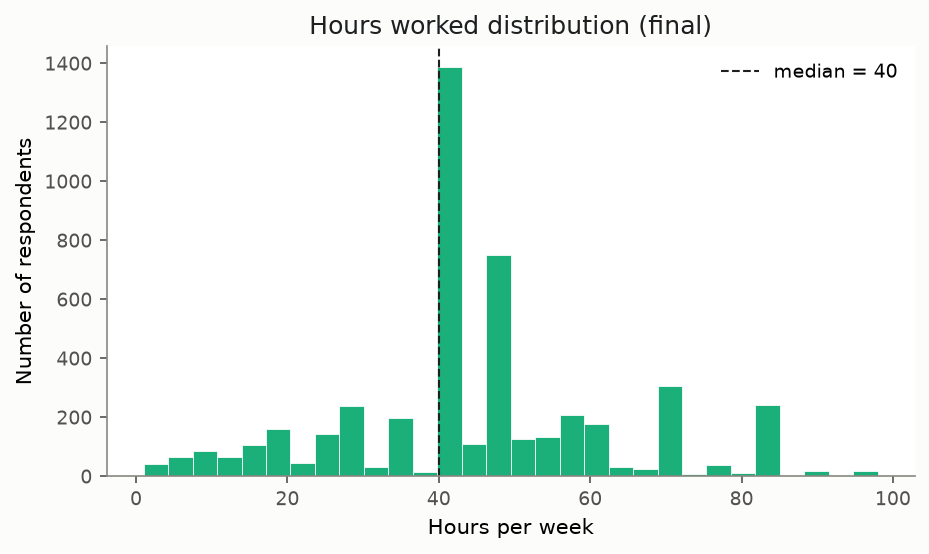 Hours worked distribution (final)
median = 40
Number of respondents
1400
1200
1000
800
600
400
200
0
0 20 40 60 80 100
Hours per week